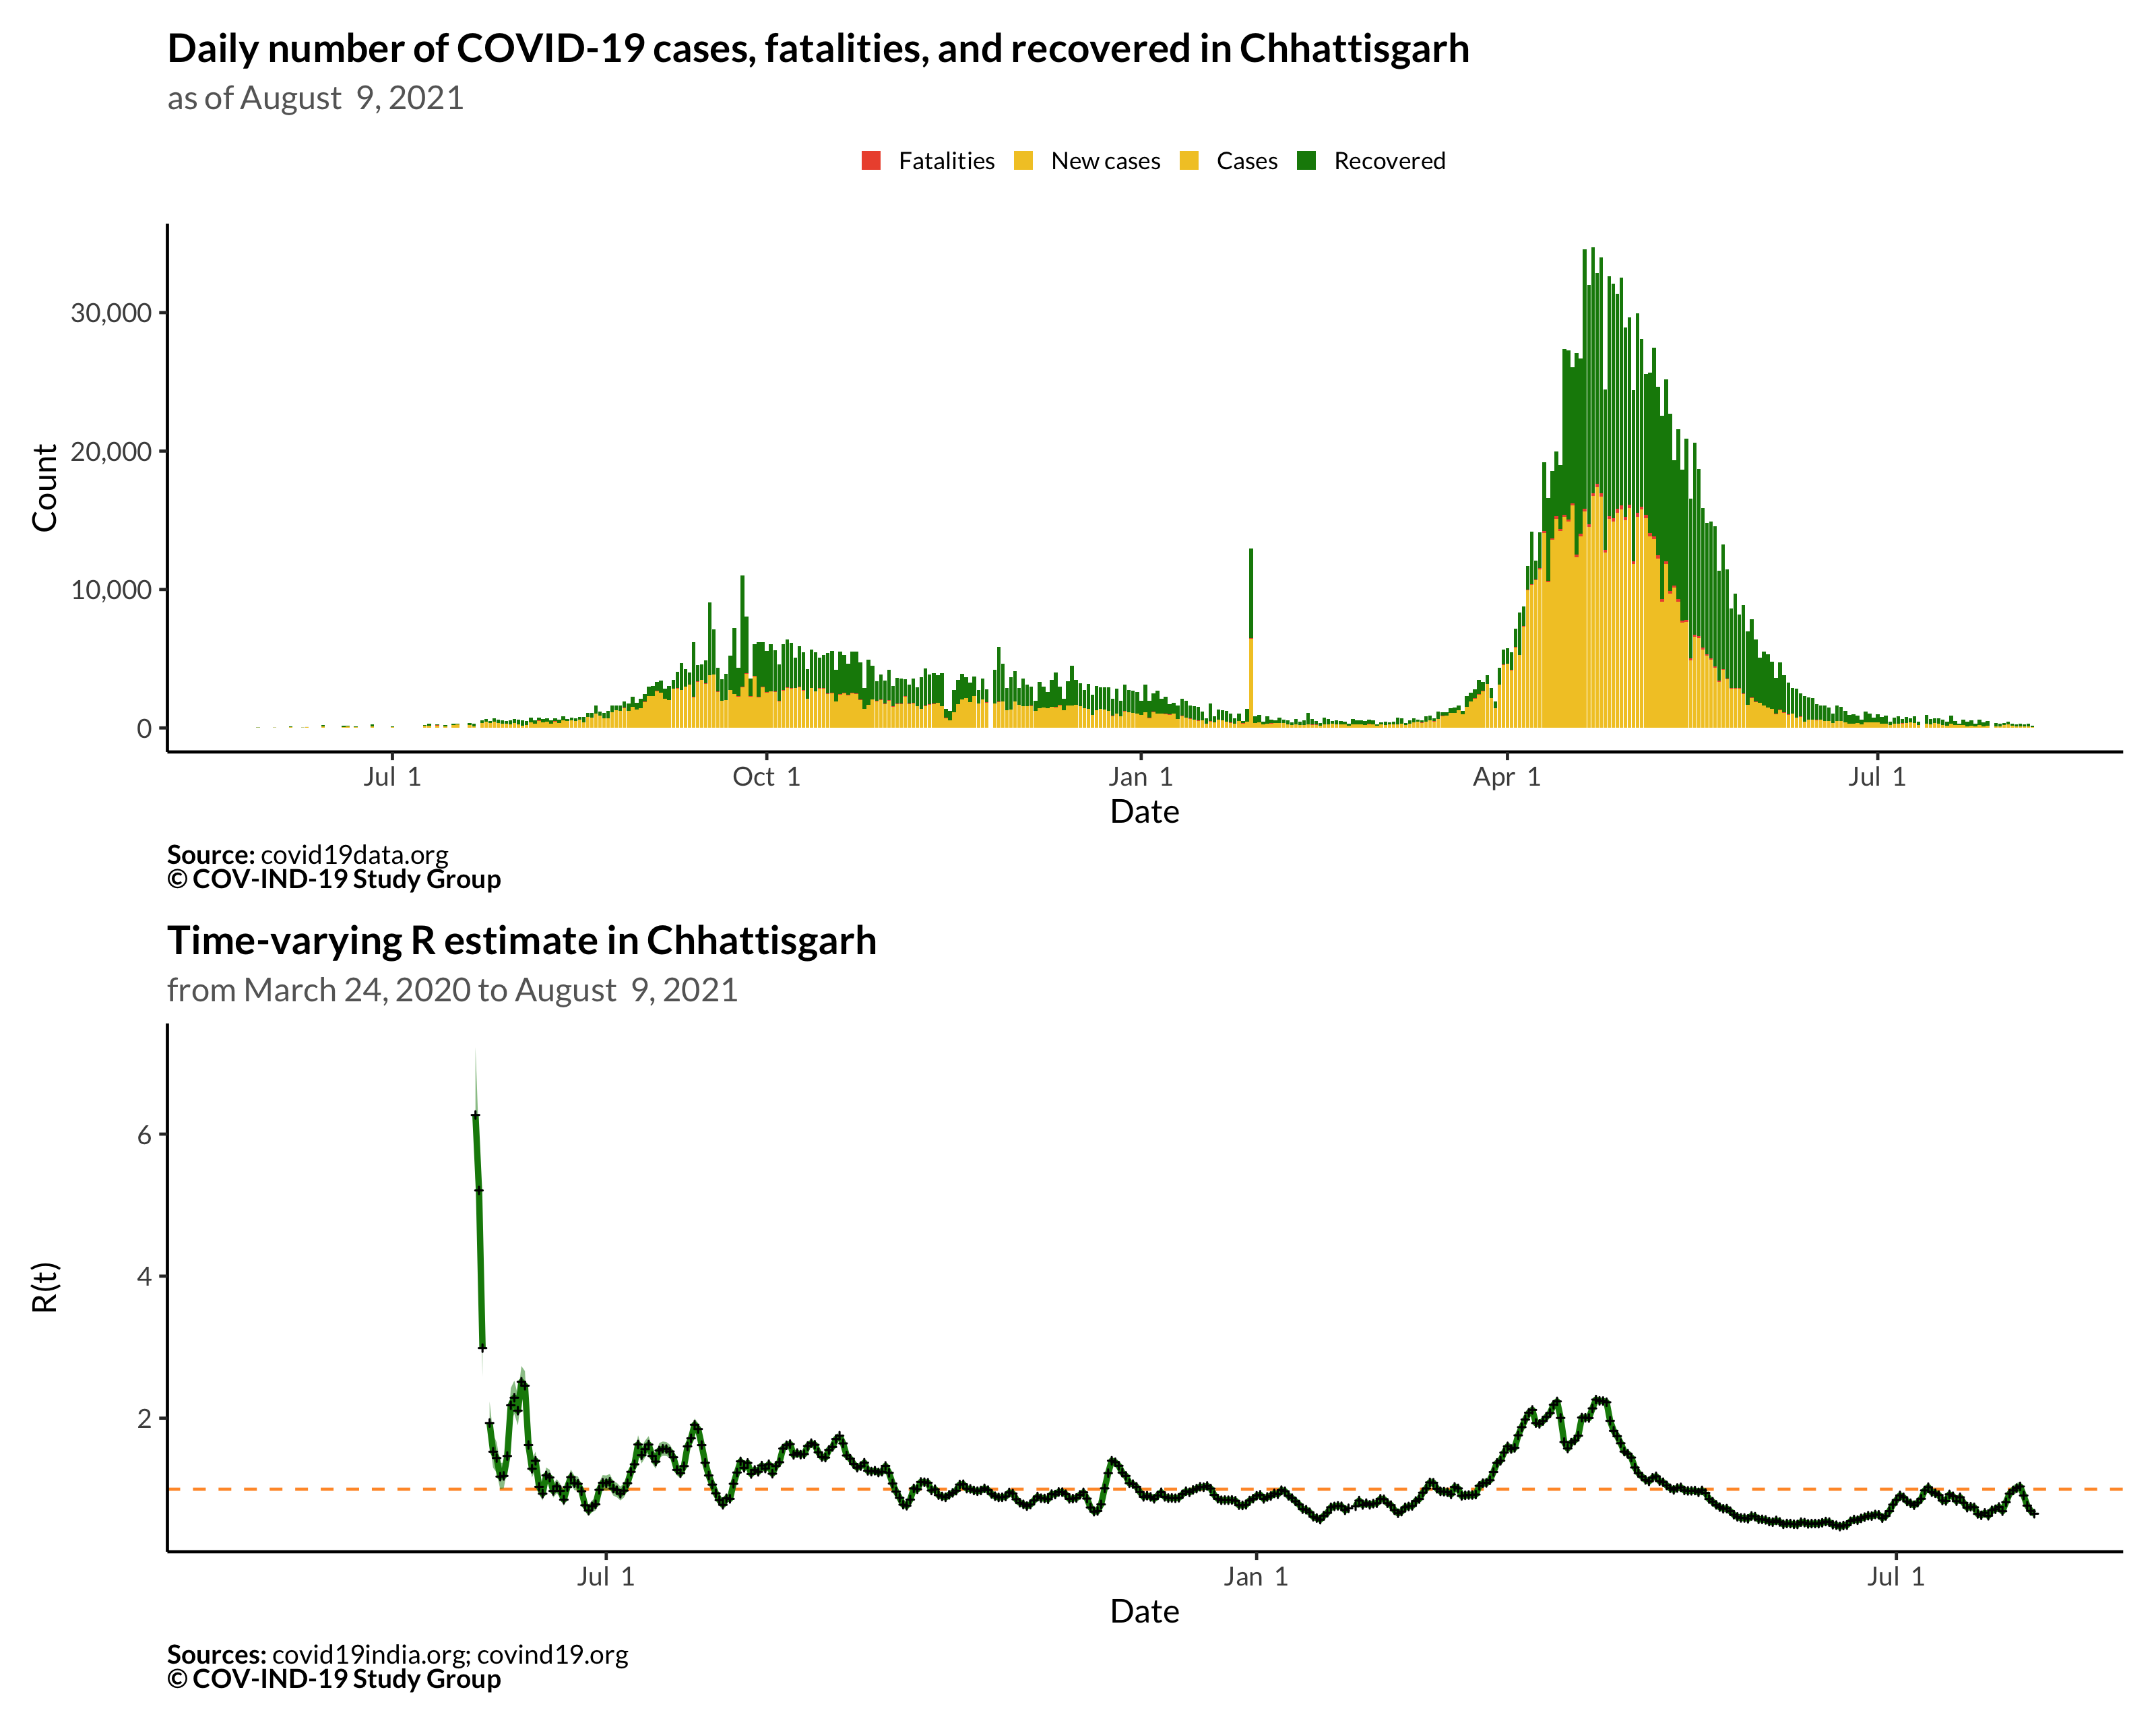 Daily number of COVID-19 cases, fatalities, and recovered in Chhattisgarh
as of August  9, 2021
Fatalities New cases Cases Recovered
Count
30,000
20,000
10,000
0
Jul  1 Oct  1 Jan  1 Apr  1 Jul  1
Date
Source: covid19data.org
© COV-IND-19 Study Group
Time-varying R estimate in Chhattisgarh
from March 24, 2020 to August  9, 2021
R(t)
6
4
2
Jul  1 Jan  1 Jul  1
Date
Sources: covid19india.org; covind19.org
© COV-IND-19 Study Group